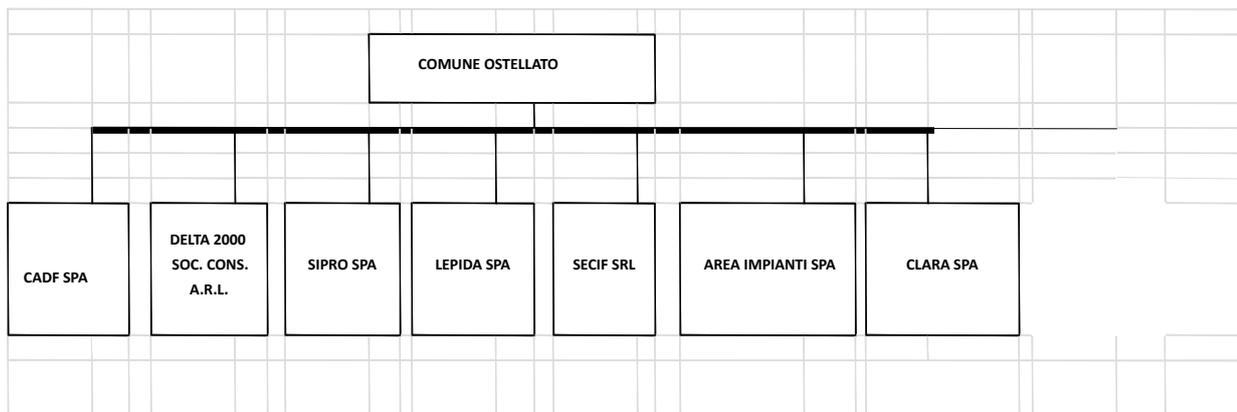 COMUNE OSTELLATO
CADF SPA
DELTA 2000
SOC. CONS.
A.R.L.
SIPRO SPA
LEPIDA SPA
SECIF SRL
AREA IMPIANTI SPA
CLARA SPA